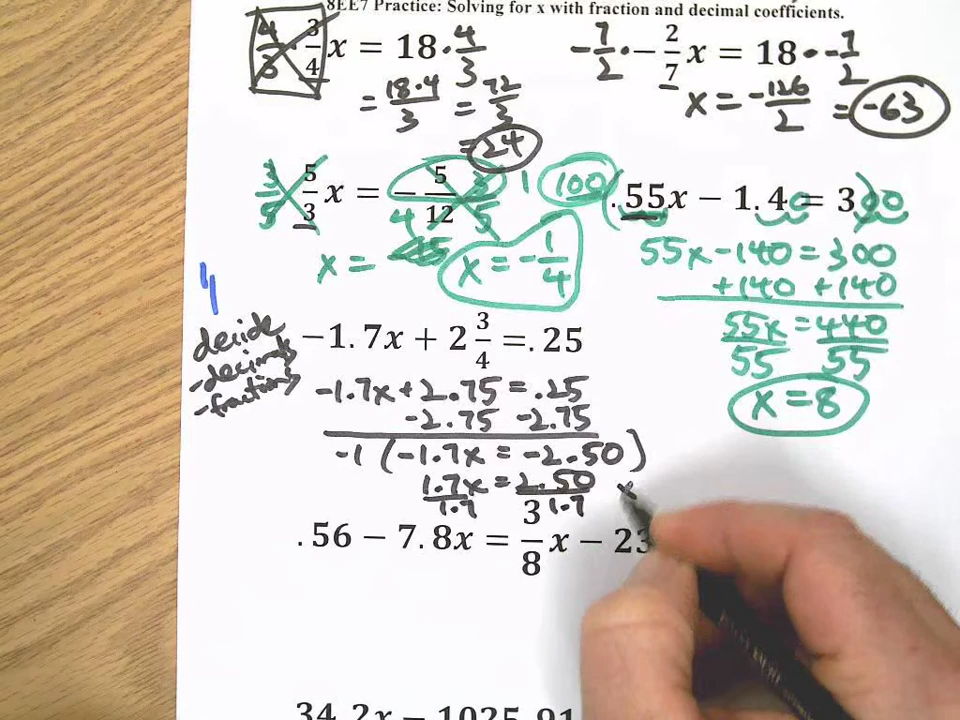 8EE7 Practice: Solving for x with fraction and decimal coefficients.
4/3 · 3/4 x = 18 · 4/3
= 18·4/3 = 72/3
= 24
-7/2 · -2/7 x = 18 · -7/2
x = -126/2 = -63
3/5 5/3 x = -5/12 3/5 1
4
x =
x = -1/4
100 (.55x - 1.4 = 3)00
55x - 140 = 300
+140 +140
55x/55 = 440/55
x = 8
decide
-decimals
-fractions
-1.7x + 2 3/4 = .25
-1.7x + 2.75 = .25
-2.75 -2.75
-1 (-1.7x = -2.50)
1.7x/1.7 = 2.50/1.7 x
.56 - 7.8x = 3/8 x - 23
34.2x - 1025.91